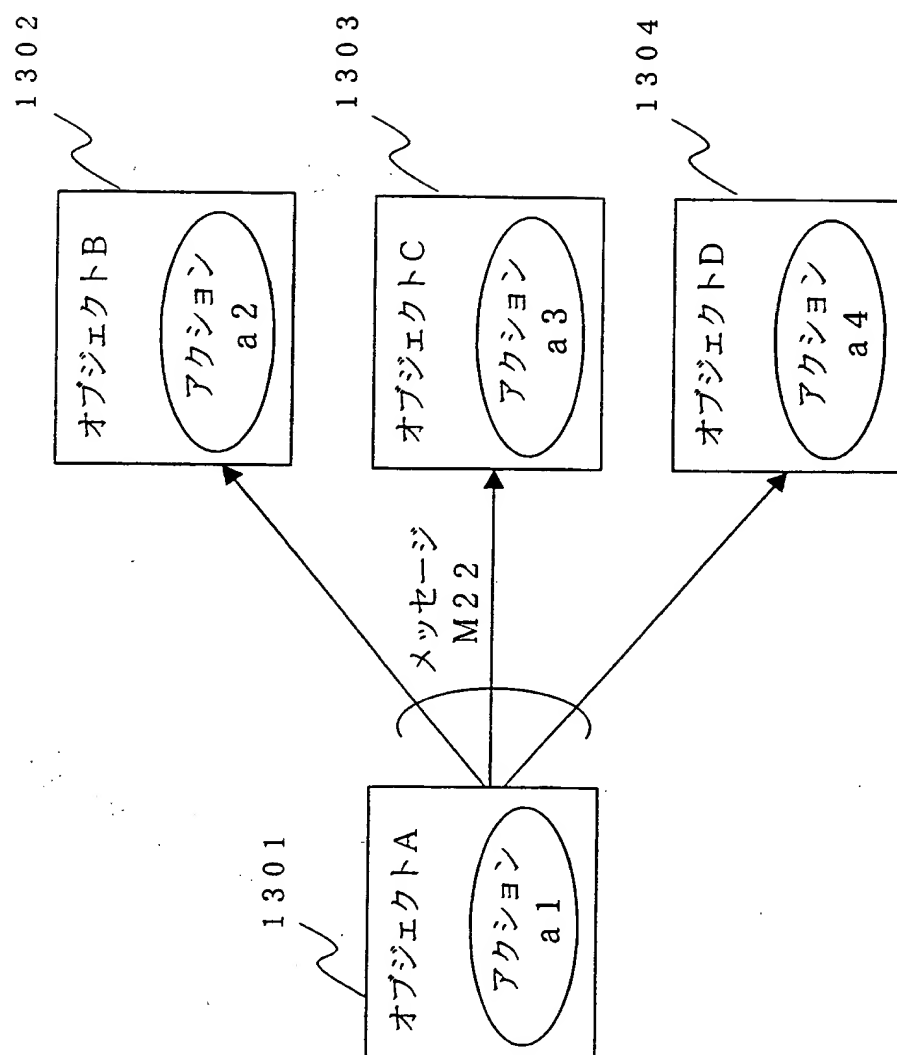 1301
オブジェクトA
アクション
a1
メッセージ
M22
1302
オブジェクトB
アクション
a2
1303
オブジェクトC
アクション
a3
1304
オブジェクトD
アクション
a4